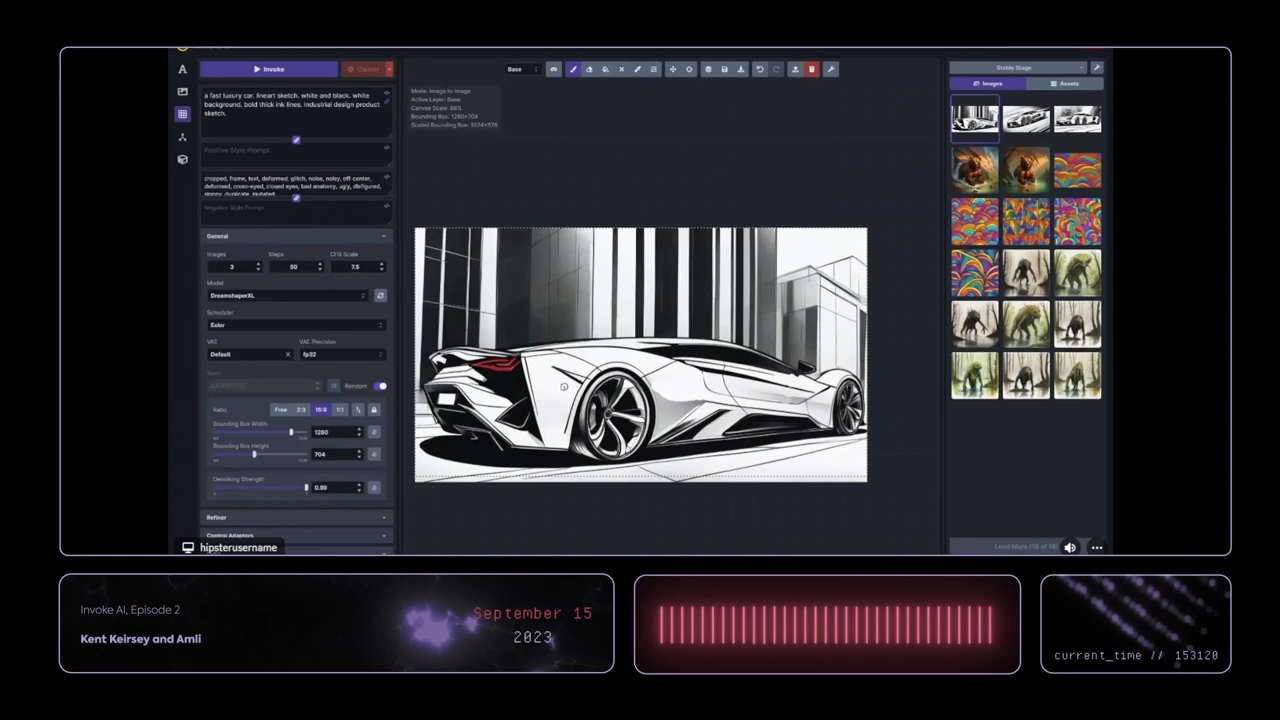 Invoke
Cancel
Base
Stable Stage
Images
Assets
a fast luxury car. lineart sketch. white and black. white
background. bold thick ink lines. industrial design product
sketch.
Mode: Image to Image
Active Layer: Base
Canvas Scale: 88%
Bounding Box: 1280×704
Scaled Bounding Box: 1024×576
Positive Style Prompt
cropped, frame, text, deformed, glitch, noise, noisy, off-center,
deformed, cross-eyed, closed eyes, bad anatomy, ugly, disfigured,
sloppy, duplicate, mutated
Negative Style Prompt
General
Images
Steps
CFG Scale
3
50
7.5
Model
DreamshaperXL
Scheduler
Euler
VAE
VAE Precision
Default
fp32
Seed
Random
Ratio
Free
2:3
16:9
1:1
Bounding Box Width
1280
Bounding Box Height
704
Denoising Strength
0.99
Refiner
Control Adapters
hipsterusername
Load More (18 of 18)
Invoke AI, Episode 2
Kent Keirsey and Amli
September 15
2023
current_time // 153120